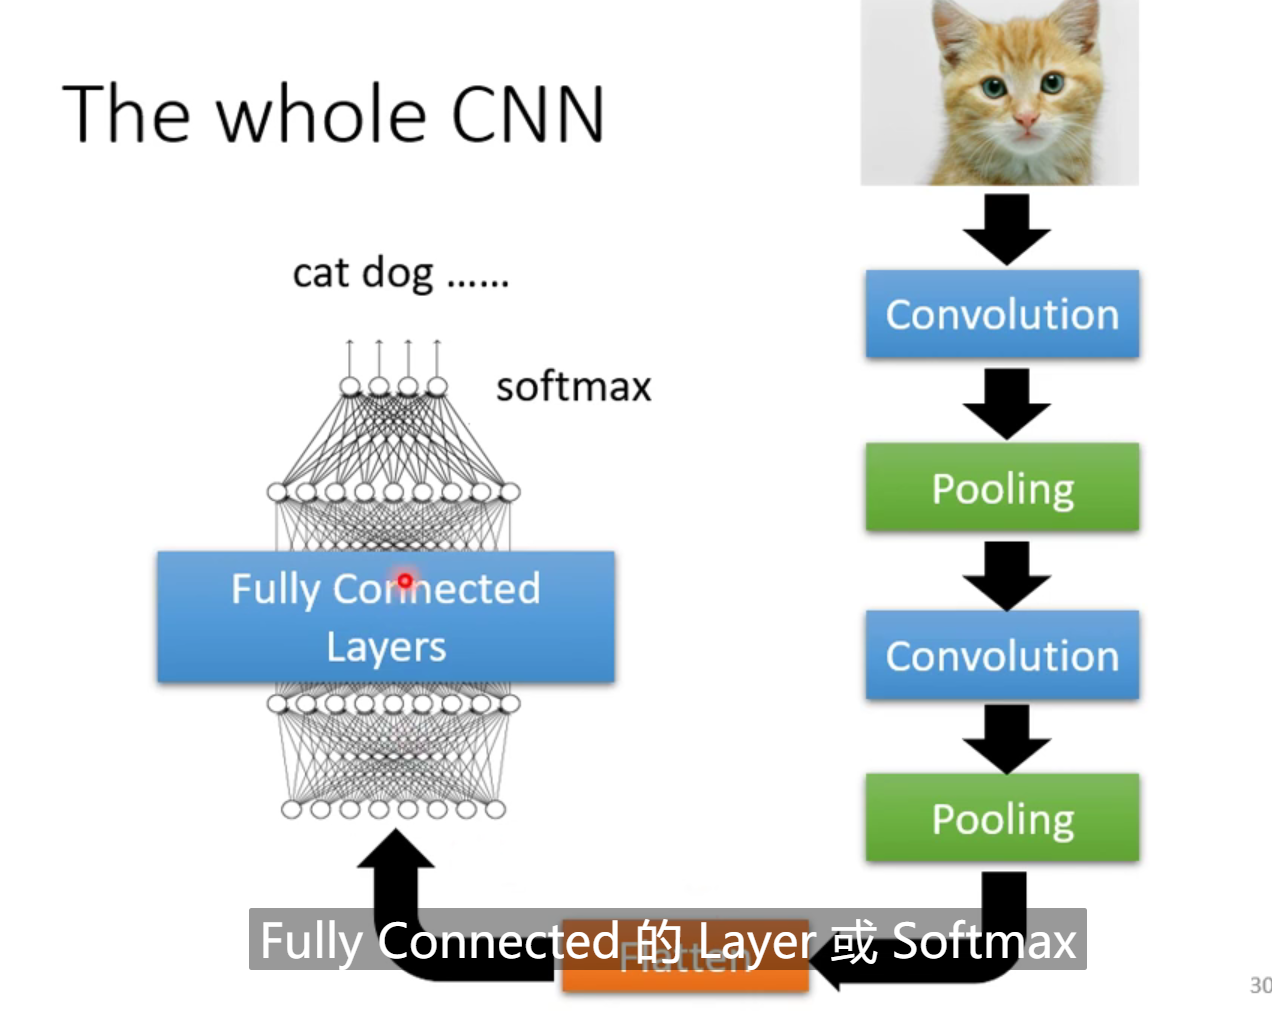 The whole CNN
cat dog ......
softmax
Fully Connected
Layers
Convolution
Pooling
Convolution
Pooling
Flatten
Fully Connected 的 Layer 或 Softmax
30